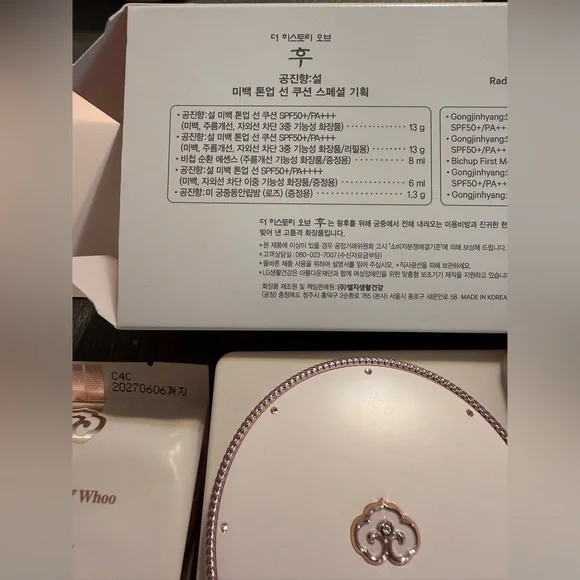 더 히스토리 오브
후
공진향:설
미백 톤업 선 쿠션 스페셜 기획
Rad
• 공진향:설 미백 톤업 선 쿠션 SPF50+/PA+++
(미백, 주름개선, 자외선 차단 3중 기능성 화장품) 13 g
• 공진향:설 미백 톤업 선 쿠션 SPF50+/PA+++
(미백, 주름개선, 자외선 차단 3중 기능성 화장품/리필용) 13 g
• 비첩 순환 에센스 (주름개선 기능성 화장품/증정용) 8 ml
• 공진향:설 미백 톤업 선 SPF50+/PA++++
(미백, 자외선 차단 이중 기능성 화장품/증정용) 6 ml
• 공진향:미 궁중동안립밤 (로즈) (증정용) 1.3 g
• Gongjinhyang:S
SPF50+/PA++
• Gongjinhyang:
SPF50+/PA++
• Bichup First M
• Gongjinhyang:
SPF50+/PA++
• Gongjinhyang:
더 히스토리 오브 후는 황후를 위해 궁중에서 전해 내려오는 미용비방과 진귀한 한
빚어 낸 고품격 화장품입니다.
* 본 제품에 이상이 있을 경우 공정거래위원회 고시 "소비자분쟁해결기준"에 의해 보상해 드립니다.
* 고객상담실 : 080-023-7007 (수신자요금부담)
* 올바른 제품 사용을 위하여 설명서를 읽어 주십시오. * 직사광선을 피해 보관하세요.
* LG생활건강은 아름다운재단과 함께 여성장애인을 위한 맞춤형 보조기기 제작을 지원하고 있습니다.
화장품 제조원 및 책임판매원: (주)엘지생활건강
(공장) 충청북도 청주시 흥덕구 2순환로 765 (본사) 서울시 종로구 새문안로 58 MADE IN KOREA
C4C
20270606까지
Whoo